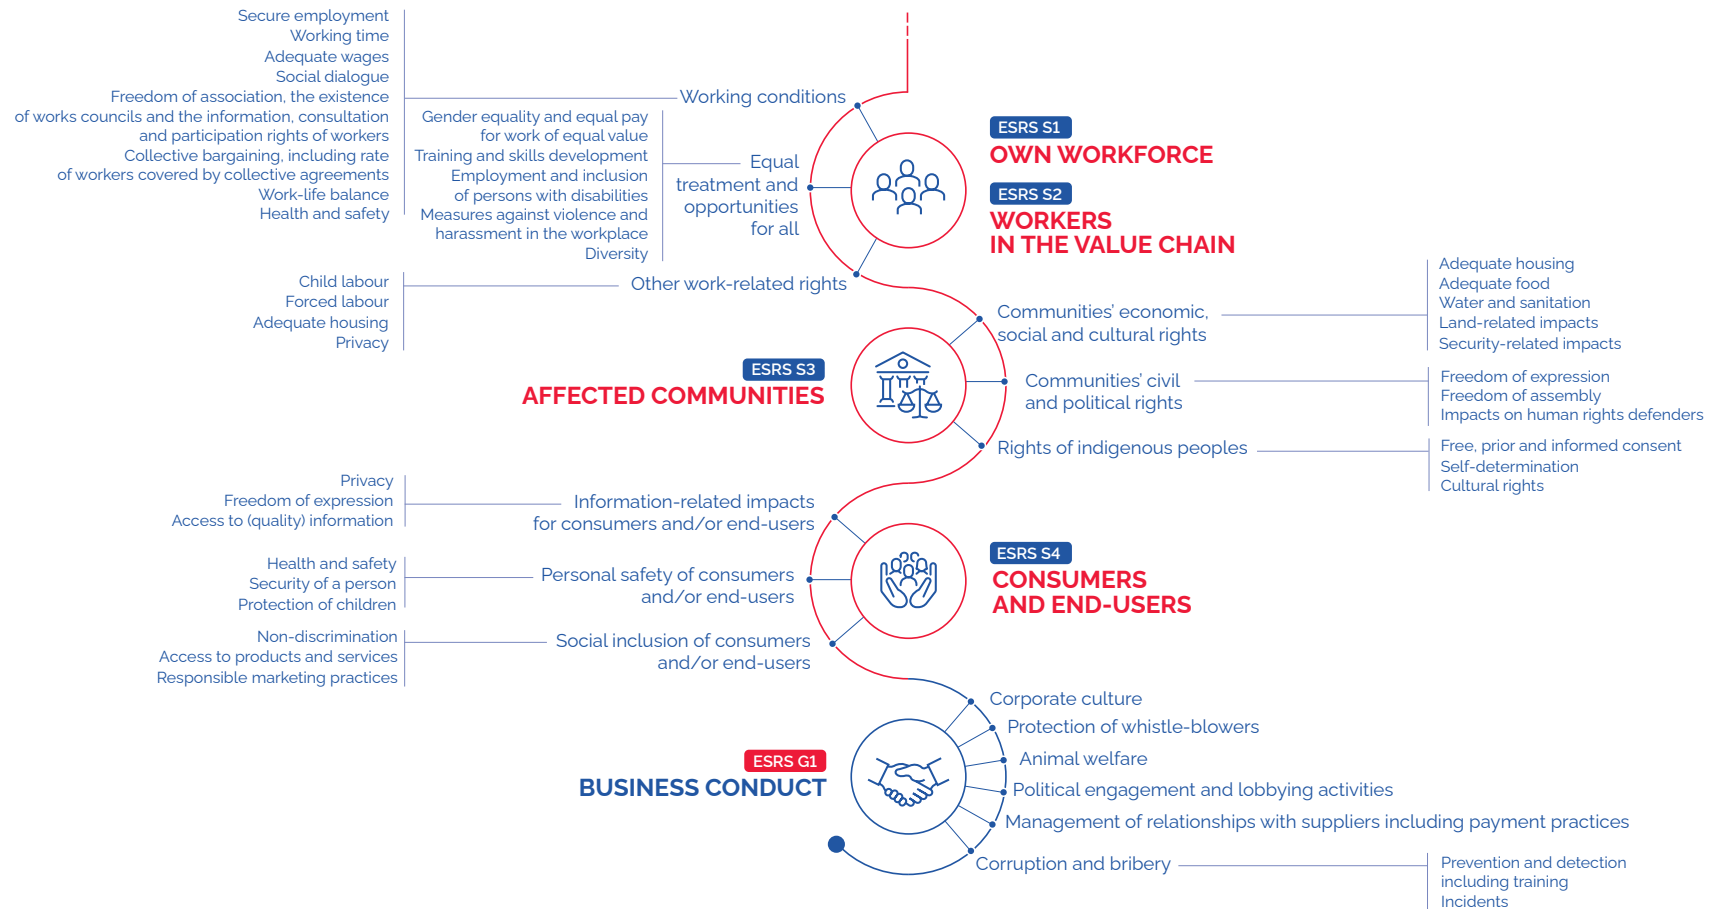 Secure employment
Working time
Adequate wages
Social dialogue
Freedom of association, the existence
of works councils and the information, consultation
and participation rights of workers
Collective bargaining, including rate
of workers covered by collective agreements
Work-life balance
Health and safety
Working conditions
Gender equality and equal pay
for work of equal value
Training and skills development
Employment and inclusion
of persons with disabilities
Measures against violence and
harassment in the workplace
Diversity
Equal
treatment and
opportunities
for all
Child labour
Forced labour
Adequate housing
Privacy
Other work-related rights
ESRS S1
OWN WORKFORCE
ESRS S2
WORKERS
IN THE VALUE CHAIN
ESRS S3
AFFECTED COMMUNITIES
Communities’ economic,
social and cultural rights
Adequate housing
Adequate food
Water and sanitation
Land-related impacts
Security-related impacts
Communities’ civil
and political rights
Freedom of expression
Freedom of assembly
Impacts on human rights defenders
Rights of indigenous peoples
Free, prior and informed consent
Self-determination
Cultural rights
Privacy
Freedom of expression
Access to (quality) information
Information-related impacts
for consumers and/or end-users
Health and safety
Security of a person
Protection of children
Personal safety of consumers
and/or end-users
Non-discrimination
Access to products and services
Responsible marketing practices
Social inclusion of consumers
and/or end-users
ESRS S4
CONSUMERS
AND END-USERS
ESRS G1
BUSINESS CONDUCT
Corporate culture
Protection of whistle-blowers
Animal welfare
Political engagement and lobbying activities
Management of relationships with suppliers including payment practices
Corruption and bribery
Prevention and detection
including training
Incidents